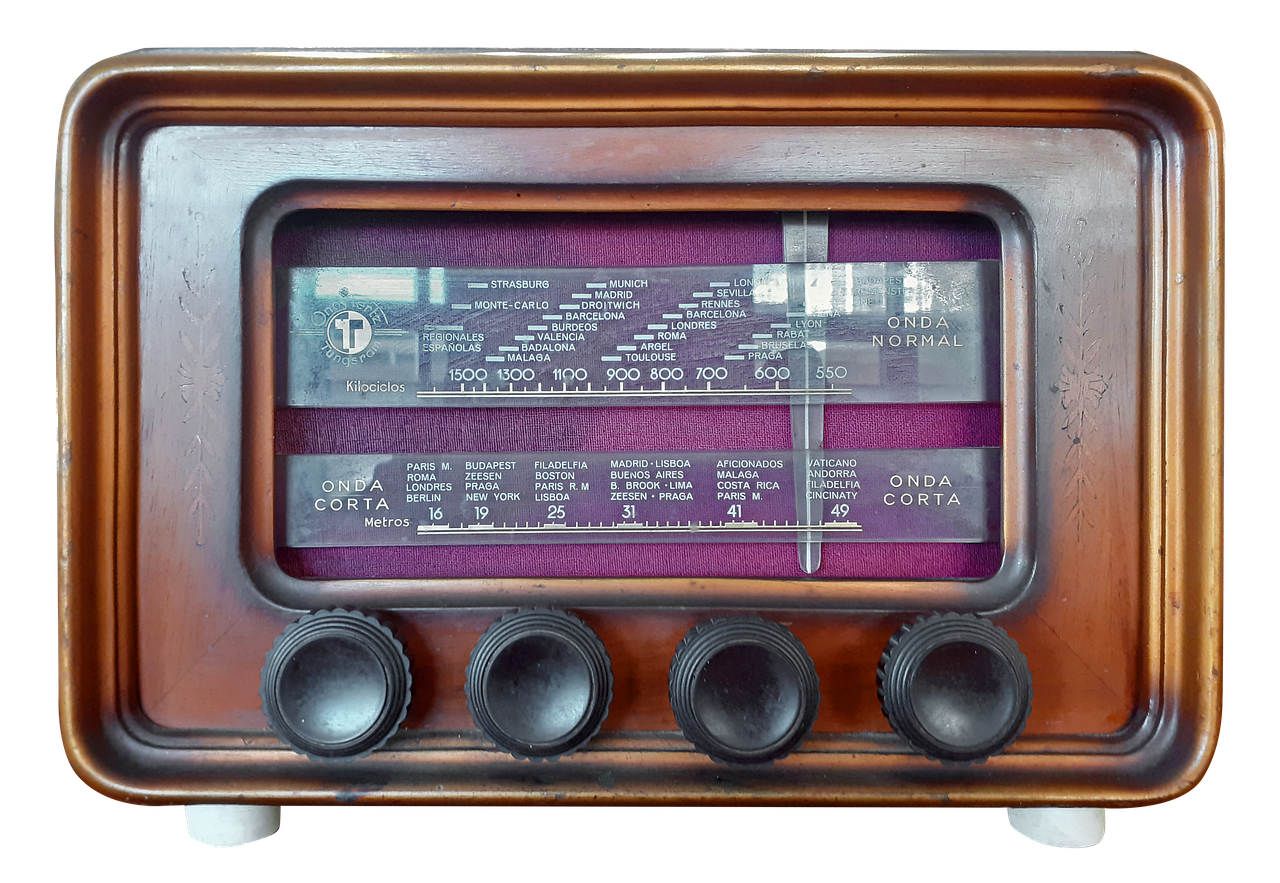 STRASBURG
MUNICH
MADRID
MONTE-CARLO
DROITWICH
SEVILLA
RENNES
BARCELONA
BARCELONA
BURDEOS
LONDRES
LYON
REGIONALES
ESPAÑOLAS
VALENCIA
ROMA
RABAT
BADALONA
ARGEL
BRUSELAS
MALAGA
TOULOUSE
PRAGA
T
Tungsram
ONDA
NORMAL
Kilociclos
1500 1300 1100 900 800 700 600 550
ONDA
CORTA
Metros
PARIS M.
ROMA
LONDRES
BERLIN
16
BUDAPEST
ZEESEN
PRAGA
NEW YORK
19
FILADELFIA
BOSTON
PARIS R. M
LISBOA
25
MADRID·LISBOA
BUENOS AIRES
B. BROOK·LIMA
ZEESEN·PRAGA
31
AFICIONADOS
MALAGA
COSTA RICA
PARIS M.
41
VATICANO
ANDORRA
FILADELFIA
CINCINATY
49
ONDA
CORTA